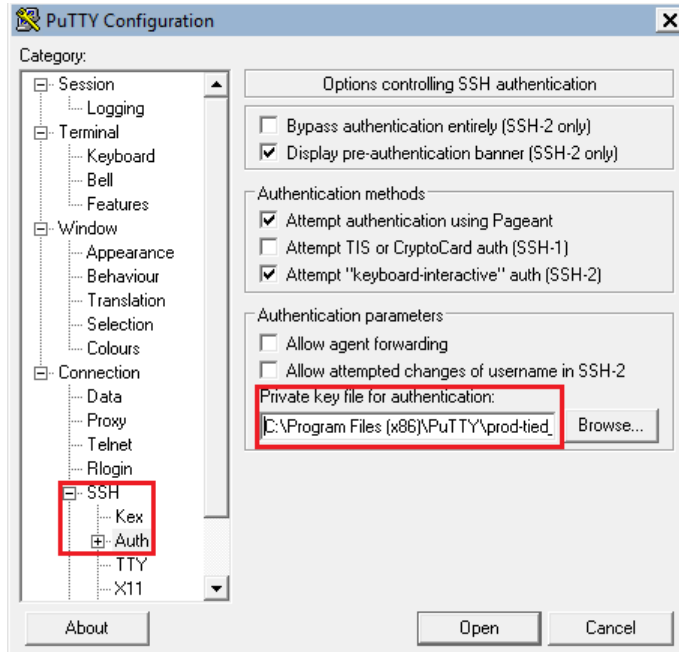 PuTTY Configuration
Category:
Session
Logging
Terminal
Keyboard
Bell
Features
Window
Appearance
Behaviour
Translation
Selection
Colours
Connection
Data
Proxy
Telnet
Rlogin
SSH
Kex
Auth
TTY
X11
Options controlling SSH authentication
Bypass authentication entirely (SSH-2 only)
Display pre-authentication banner (SSH-2 only)
Authentication methods
Attempt authentication using Pageant
Attempt TIS or CryptoCard auth (SSH-1)
Attempt "keyboard-interactive" auth (SSH-2)
Authentication parameters
Allow agent forwarding
Allow attempted changes of username in SSH-2
Private key file for authentication:
C:\Program Files (x86)\PuTTY\prod-tied_
Browse...
About
Open
Cancel